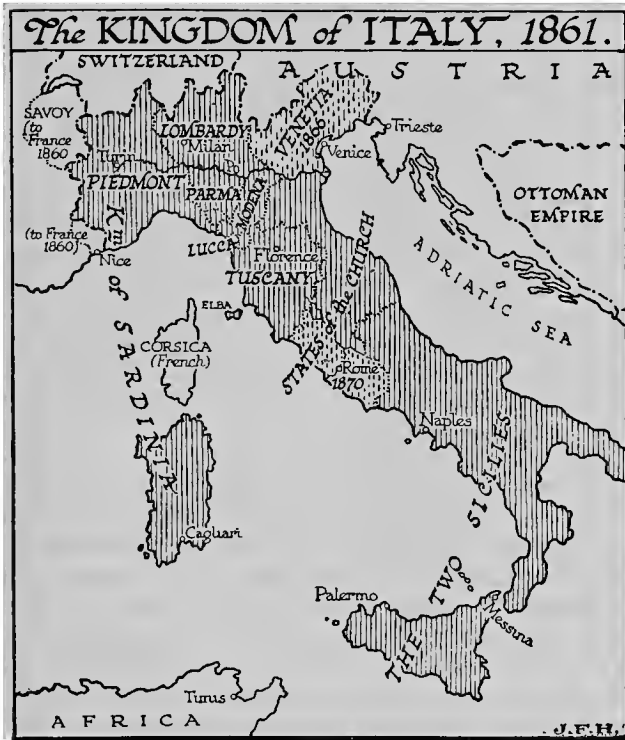 The KINGDOM of ITALY, 1861.
SWITZERLAND
AUSTRIA
SAVOY
(to
France
1860
LOMBARDY
Milan
VENETIA
1866
Trieste
Venice
Turin
Po
PIEDMONT
PARMA
MODENA
OTTOMAN
EMPIRE
(to France
1860)
Nice
LUCCA
Florence
TUSCANY
ADRIATIC SEA
Km of SARDINIA
ELBA
STATES of the CHURCH
CORSICA
(French)
Rome
1870
Naples
Cagliari
THE TWO SICILIES
Palermo
Messina
Tunis
AFRICA
J.F.H.